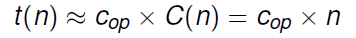 t(n) ≈ c_op × C(n) = c_op × n